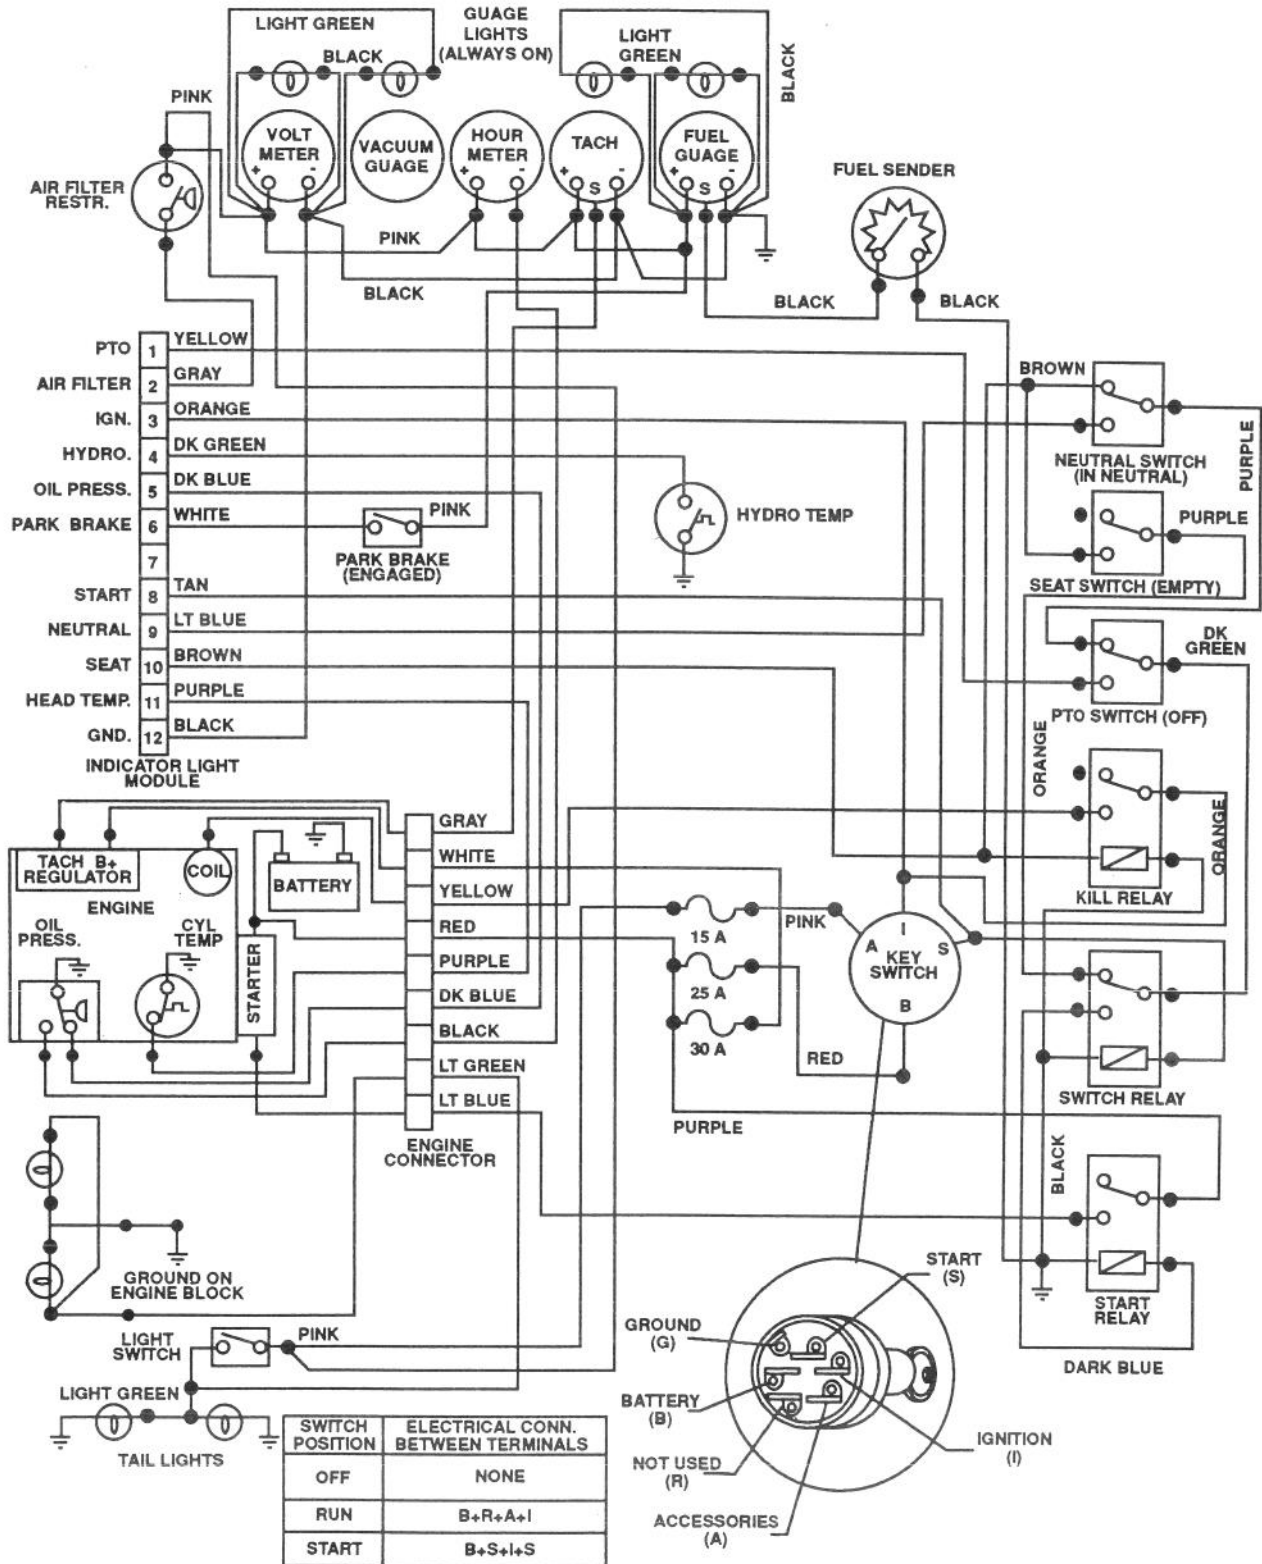 LIGHT GREEN
GUAGE
LIGHTS
(ALWAYS ON)
LIGHT
GREEN
BLACK
BLACK
PINK
VOLT
METER
+ -
VACUUM
GUAGE
HOUR
METER
+ -
TACH
+ S -
FUEL
GUAGE
+ S -
FUEL SENDER
AIR FILTER
RESTR.
PINK
BLACK
BLACK
BLACK
PTO 1 YELLOW
AIR FILTER 2 GRAY
IGN. 3 ORANGE
HYDRO. 4 DK GREEN
OIL PRESS. 5 DK BLUE
PARK BRAKE 6 WHITE
7
START 8 TAN
NEUTRAL 9 LT BLUE
SEAT 10 BROWN
HEAD TEMP. 11 PURPLE
GND. 12 BLACK
INDICATOR LIGHT
MODULE
PINK
PARK BRAKE
(ENGAGED)
HYDRO TEMP
BROWN
NEUTRAL SWITCH
(IN NEUTRAL)
PURPLE
PURPLE
SEAT SWITCH (EMPTY)
DK
GREEN
PTO SWITCH (OFF)
ORANGE
ORANGE
KILL RELAY
SWITCH RELAY
BLACK
START
RELAY
DARK BLUE
TACH B+
REGULATOR
COIL
BATTERY
ENGINE
OIL
PRESS.
CYL
TEMP
STARTER
GRAY
WHITE
YELLOW
RED
PURPLE
DK BLUE
BLACK
LT GREEN
LT BLUE
ENGINE
CONNECTOR
15 A
25 A
30 A
PINK
RED
PURPLE
A I S
KEY
SWITCH
B
GROUND ON
ENGINE BLOCK
LIGHT
SWITCH
PINK
LIGHT GREEN
TAIL LIGHTS
START
(S)
GROUND
(G)
BATTERY
(B)
NOT USED
(R)
ACCESSORIES
(A)
IGNITION
(I)
SWITCH POSITION ELECTRICAL CONN. BETWEEN TERMINALS
OFF NONE
RUN B+R+A+I
START B+S+I+S